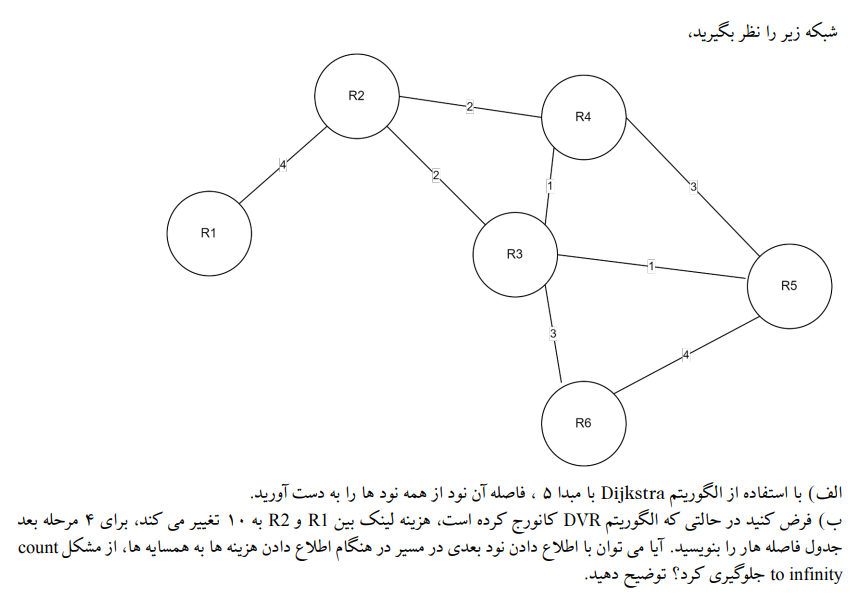 شبکه زیر را نظر بگیرید،
R2
2
R4
4
2
1
3
R1
R3
1
R5
3
4
R6
الف) با استفاده از الگوریتم Dijkstra با مبدا ۵ ، فاصله آن نود از همه نود ها را به دست آورید.
ب) فرض کنید در حالتی که الگوریتم DVR کانورج کرده است، هزینه لینک بین R1 و R2 به ۱۰ تغییر می کند، برای ۴ مرحله بعد
جدول فاصله هار را بنویسید. آیا می توان با اطلاع دادن نود بعدی در مسیر در هنگام اطلاع دادن هزینه ها به همسایه ها، از مشکل count
to infinity جلوگیری کرد؟ توضیح دهید.